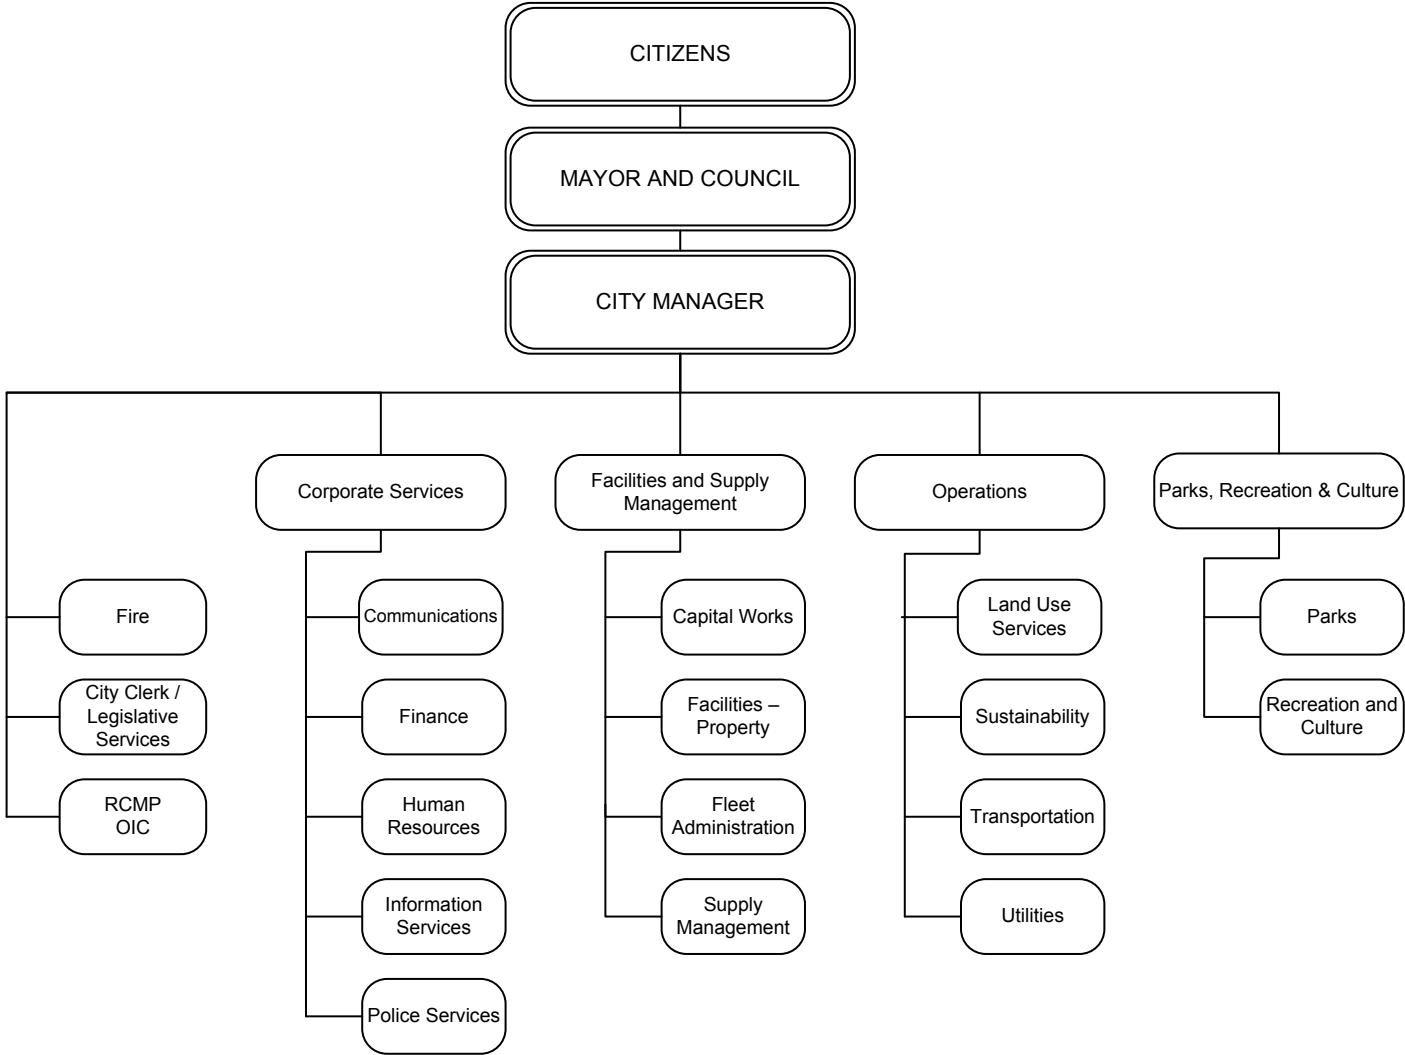 CITIZENS
MAYOR AND COUNCIL
CITY MANAGER
Corporate Services
Facilities and Supply
Management
Operations
Parks, Recreation & Culture
Fire
City Clerk /
Legislative
Services
RCMP
OIC
Communications
Finance
Human
Resources
Information
Services
Police Services
Capital Works
Facilities –
Property
Fleet
Administration
Supply
Management
Land Use
Services
Sustainability
Transportation
Utilities
Parks
Recreation and
Culture